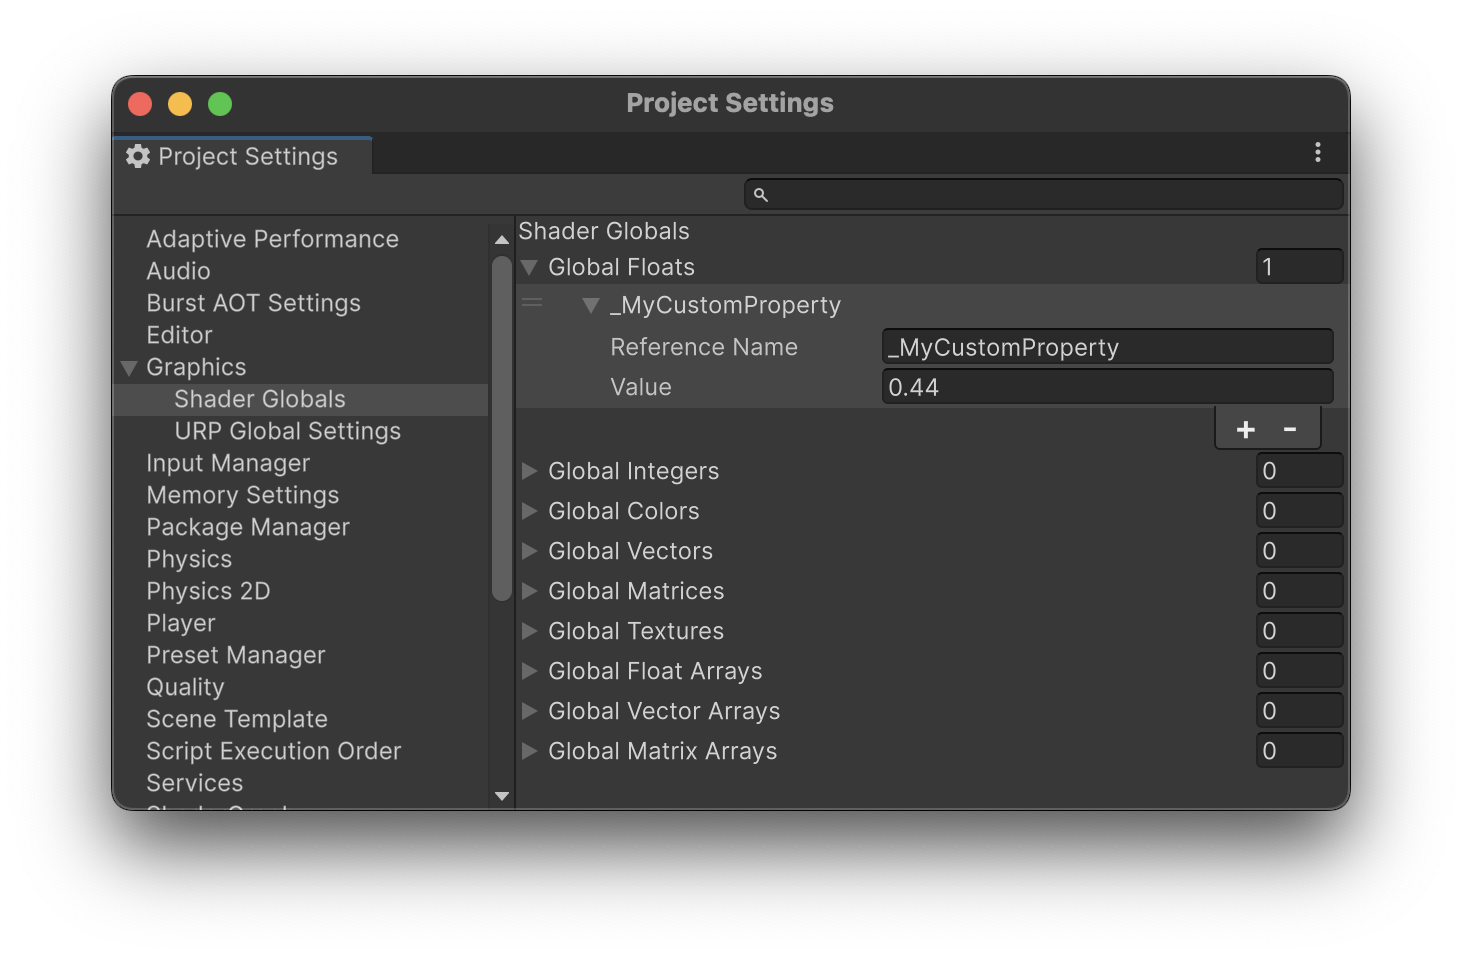 Project Settings
Project Settings
Adaptive Performance
Audio
Burst AOT Settings
Editor
Graphics
Shader Globals
URP Global Settings
Input Manager
Memory Settings
Package Manager
Physics
Physics 2D
Player
Preset Manager
Quality
Scene Template
Script Execution Order
Services
Shader Globals
Global Floats 1
_MyCustomProperty
Reference Name _MyCustomProperty
Value 0.44
+ -
Global Integers 0
Global Colors 0
Global Vectors 0
Global Matrices 0
Global Textures 0
Global Float Arrays 0
Global Vector Arrays 0
Global Matrix Arrays 0